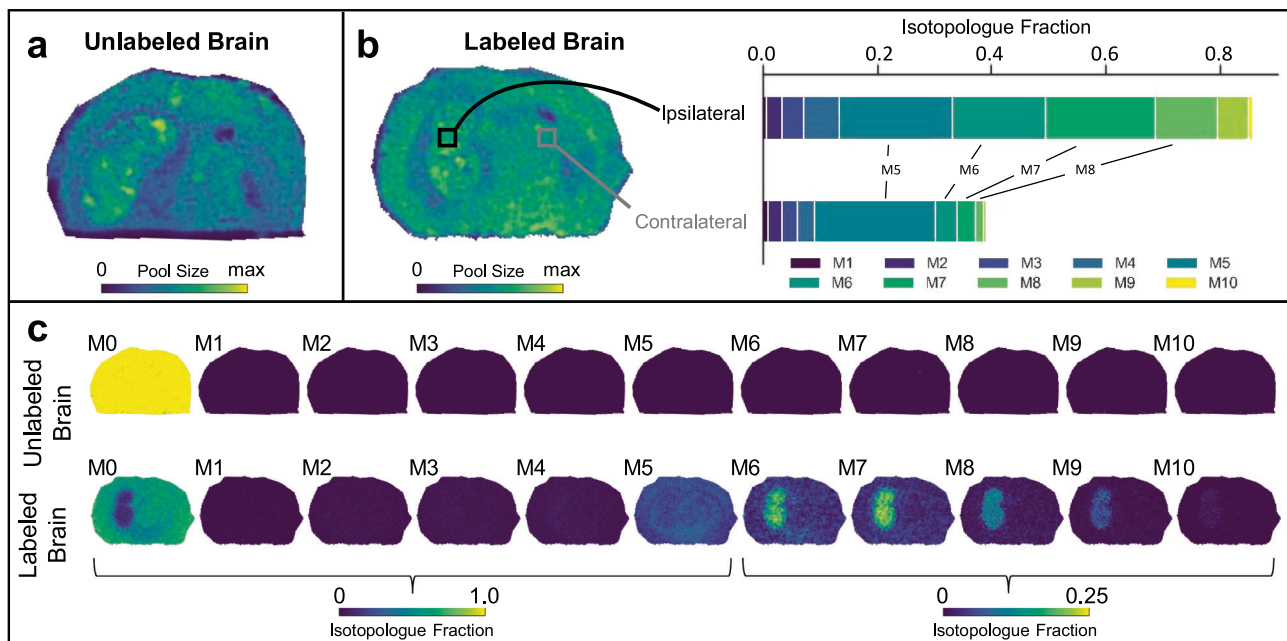 a
Unlabeled Brain
0 Pool Size max
b
Labeled Brain
Ipsilateral
Contralateral
0 Pool Size max
Isotopologue Fraction
0.0 0.2 0.4 0.6 0.8
M5 M6 M7 M8
M1 M2 M3 M4 M5
M6 M7 M8 M9 M10
c
Unlabeled
Brain
M0 M1 M2 M3 M4 M5 M6 M7 M8 M9 M10
Labeled
Brain
M0 M1 M2 M3 M4 M5 M6 M7 M8 M9 M10
0 1.0
Isotopologue Fraction
0 0.25
Isotopologue Fraction